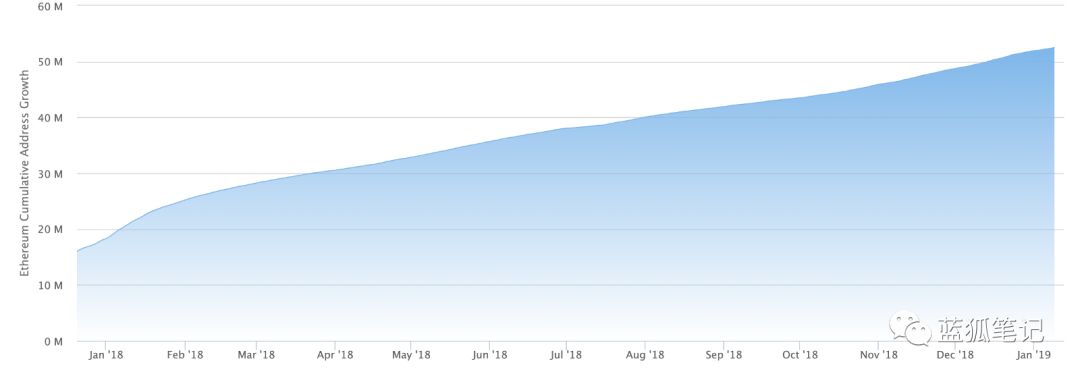 60 M
50 M
40 M
30 M
20 M
10 M
0 M
Ethereum Cumulative Address Growth
Jan '18 Feb '18 Mar '18 Apr '18 May '18 Jun '18 Jul '18 Aug '18 Sep '18 Oct '18 Nov '18 Dec '18 Jan '19
蓝狐笔记